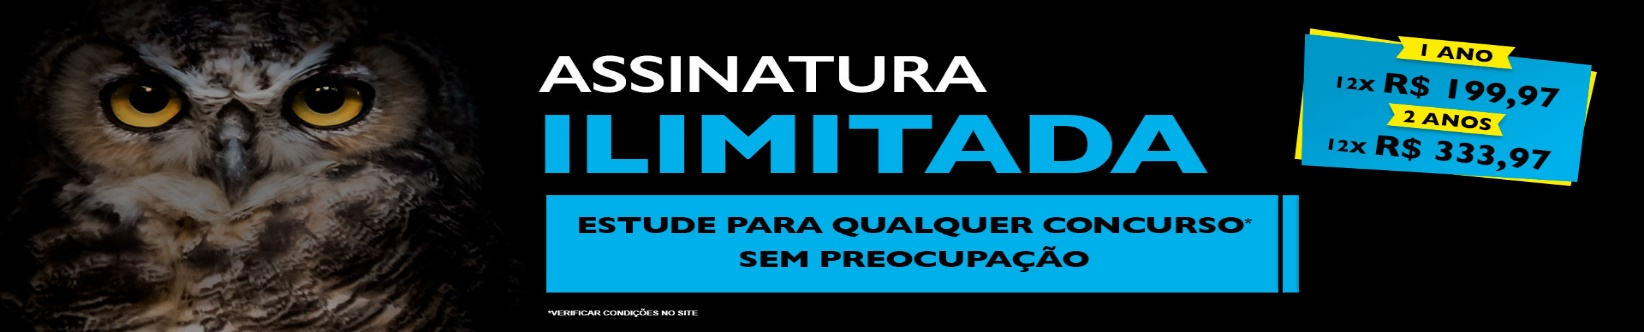 ASSINATURA
ILIMITADA
ESTUDE PARA QUALQUER CONCURSO*
SEM PREOCUPAÇÃO
*VERIFICAR CONDIÇÕES NO SITE
1 ANO
12X R$ 199,97
2 ANOS
12X R$ 333,97